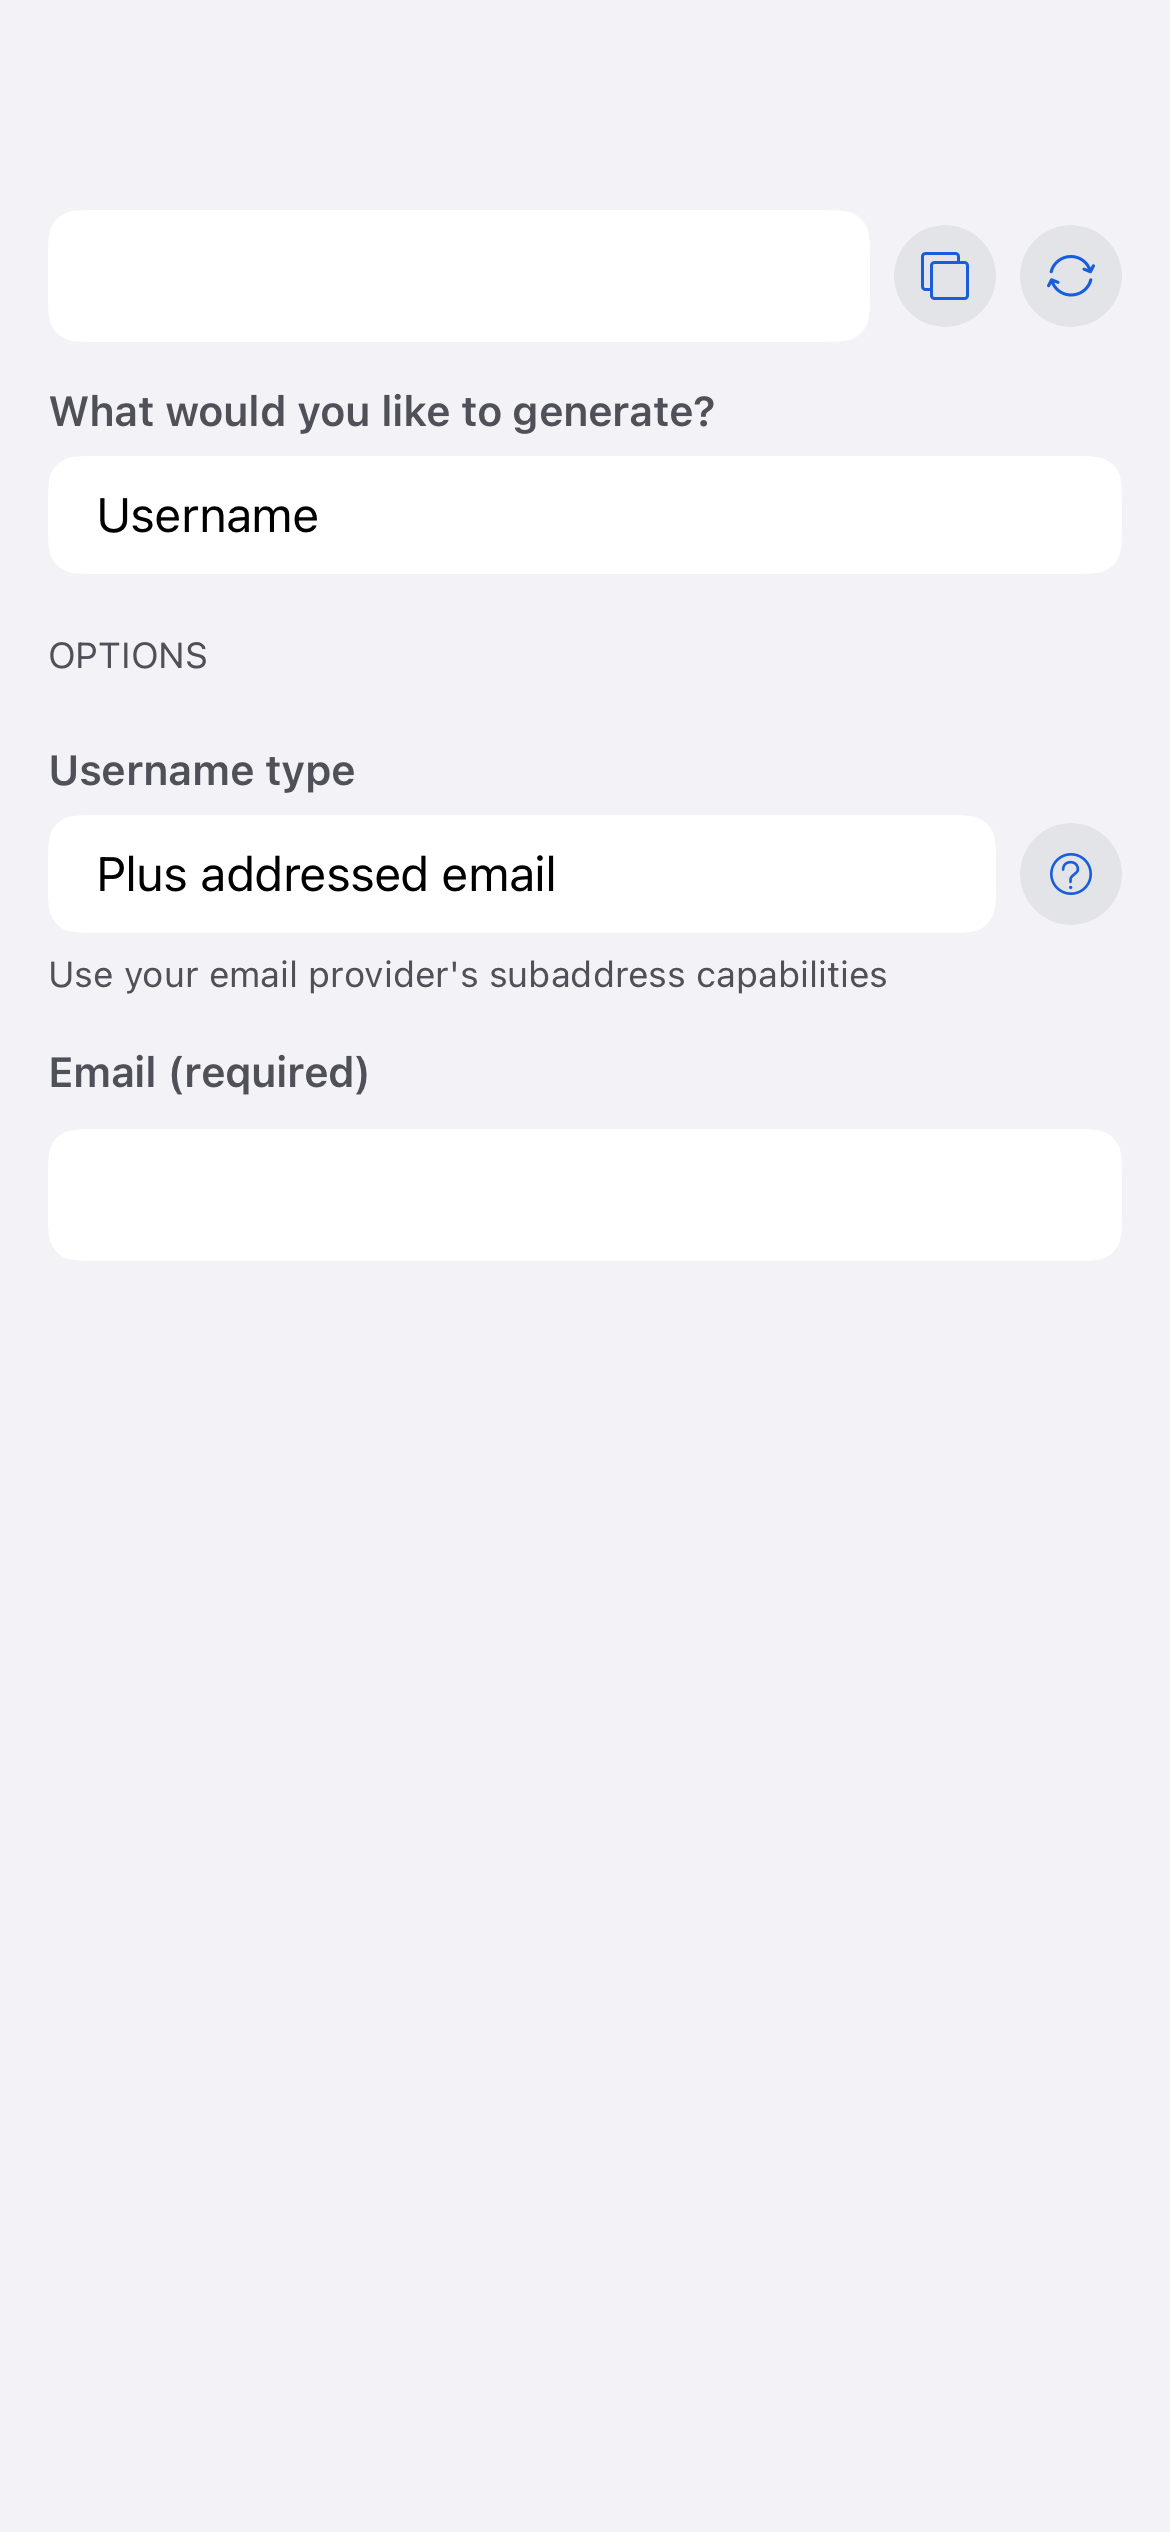 What would you like to generate?
Username
OPTIONS
Username type
Plus addressed email
Use your email provider's subaddress capabilities
Email (required)